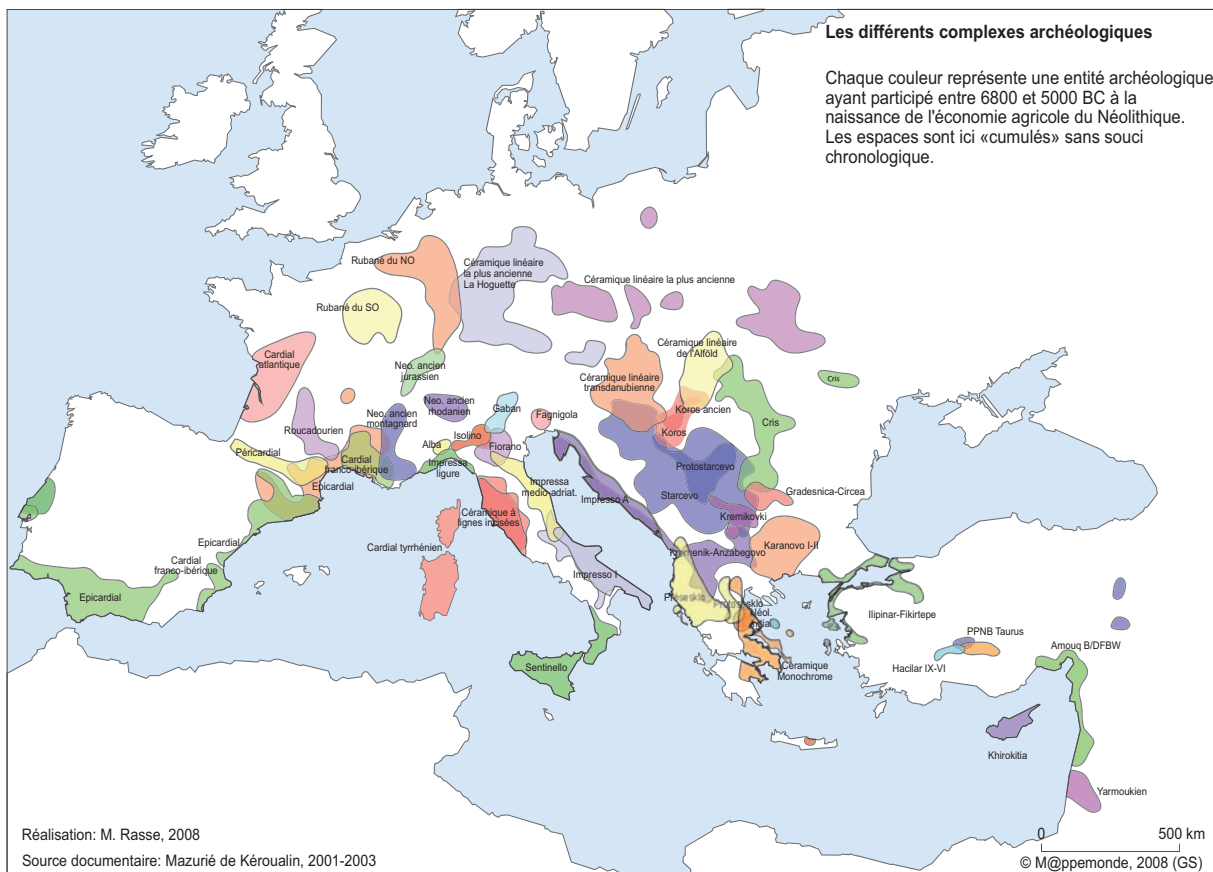 Les différents complexes archéologiques
Chaque couleur représente une entité archéologique
ayant participé entre 6800 et 5000 BC à la
naissance de l'économie agricole du Néolithique.
Les espaces sont ici «cumulés» sans souci
chronologique.
Rubané du NO
Céramique linéaire
la plus ancienne
La Hoguette
Céramique linéaire la plus ancienne
Rubané du SO
Cardial
atlantique
Neo. ancien
jurassien
Céramique linéaire
de l'Alföld
Céramique linéaire
transdanubienne
Cris
Neo. ancien
rhodanien
Gaban
Fagnigola
Koros ancien
Koros
Cris
Roucadourien
Neo. ancien
montagnard
Isolino
Alba
Fiorano
Péricardial
Cardial
franco-ibérique
Impressa
ligure
Protostarcevo
Epicardial
Impressa
medio-adriat.
Impresso A
Starcevo
Gradesnica-Circea
Céramique à
lignes incisées
Kremikovki
Epicardial
Cardial tyrrhénien
-Anzabegovo
Karanovo I-II
Cardial
franco-ibérique
Impresso I
Epicardial
Ilipinar-Fikirtepe
PPNB Taurus
Amouq B/DFBW
Sentinello
Céramique
Monochrome
Hacilar IX-VI
Khirokitia
Yarmoukien
Réalisation: M. Rasse, 2008
0 500 km
Source documentaire: Mazurié de Kéroualin, 2001-2003
© M@ppemonde, 2008 (GS)